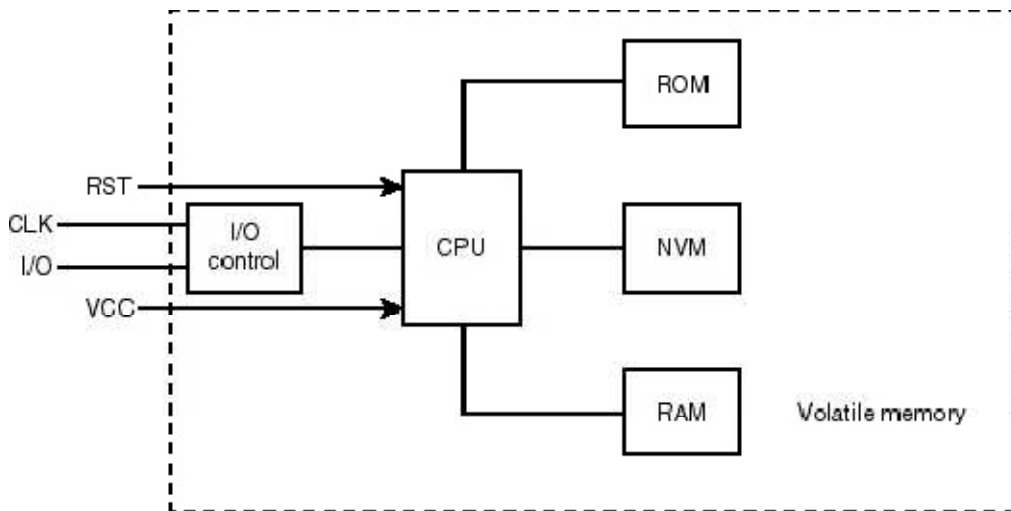 ROM
RST
CLK
I/O
control
CPU
NVM
I/O
VCC
RAM
Volatile memory